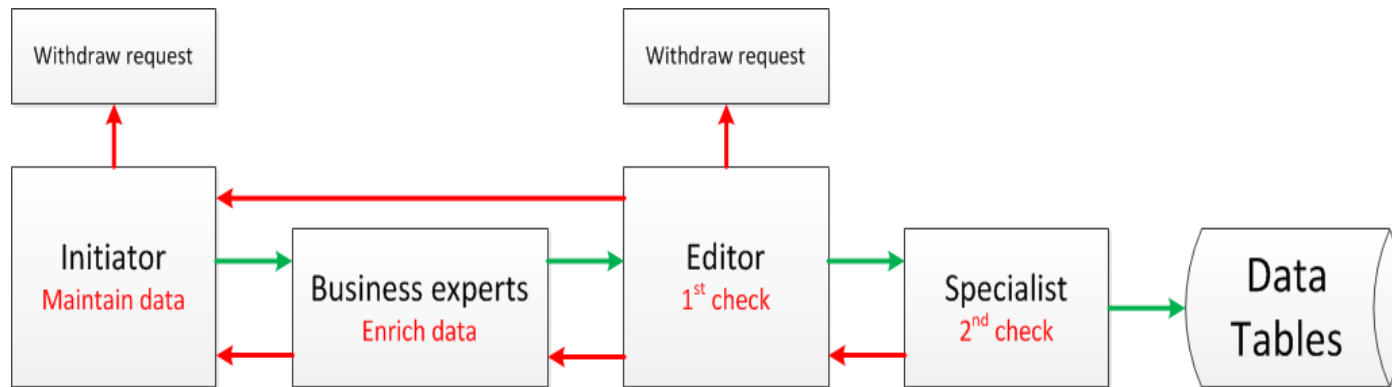 Withdraw request
Withdraw request
Initiator
Maintain data
Business experts
Enrich data
Editor
1st check
Specialist
2nd check
Data
Tables